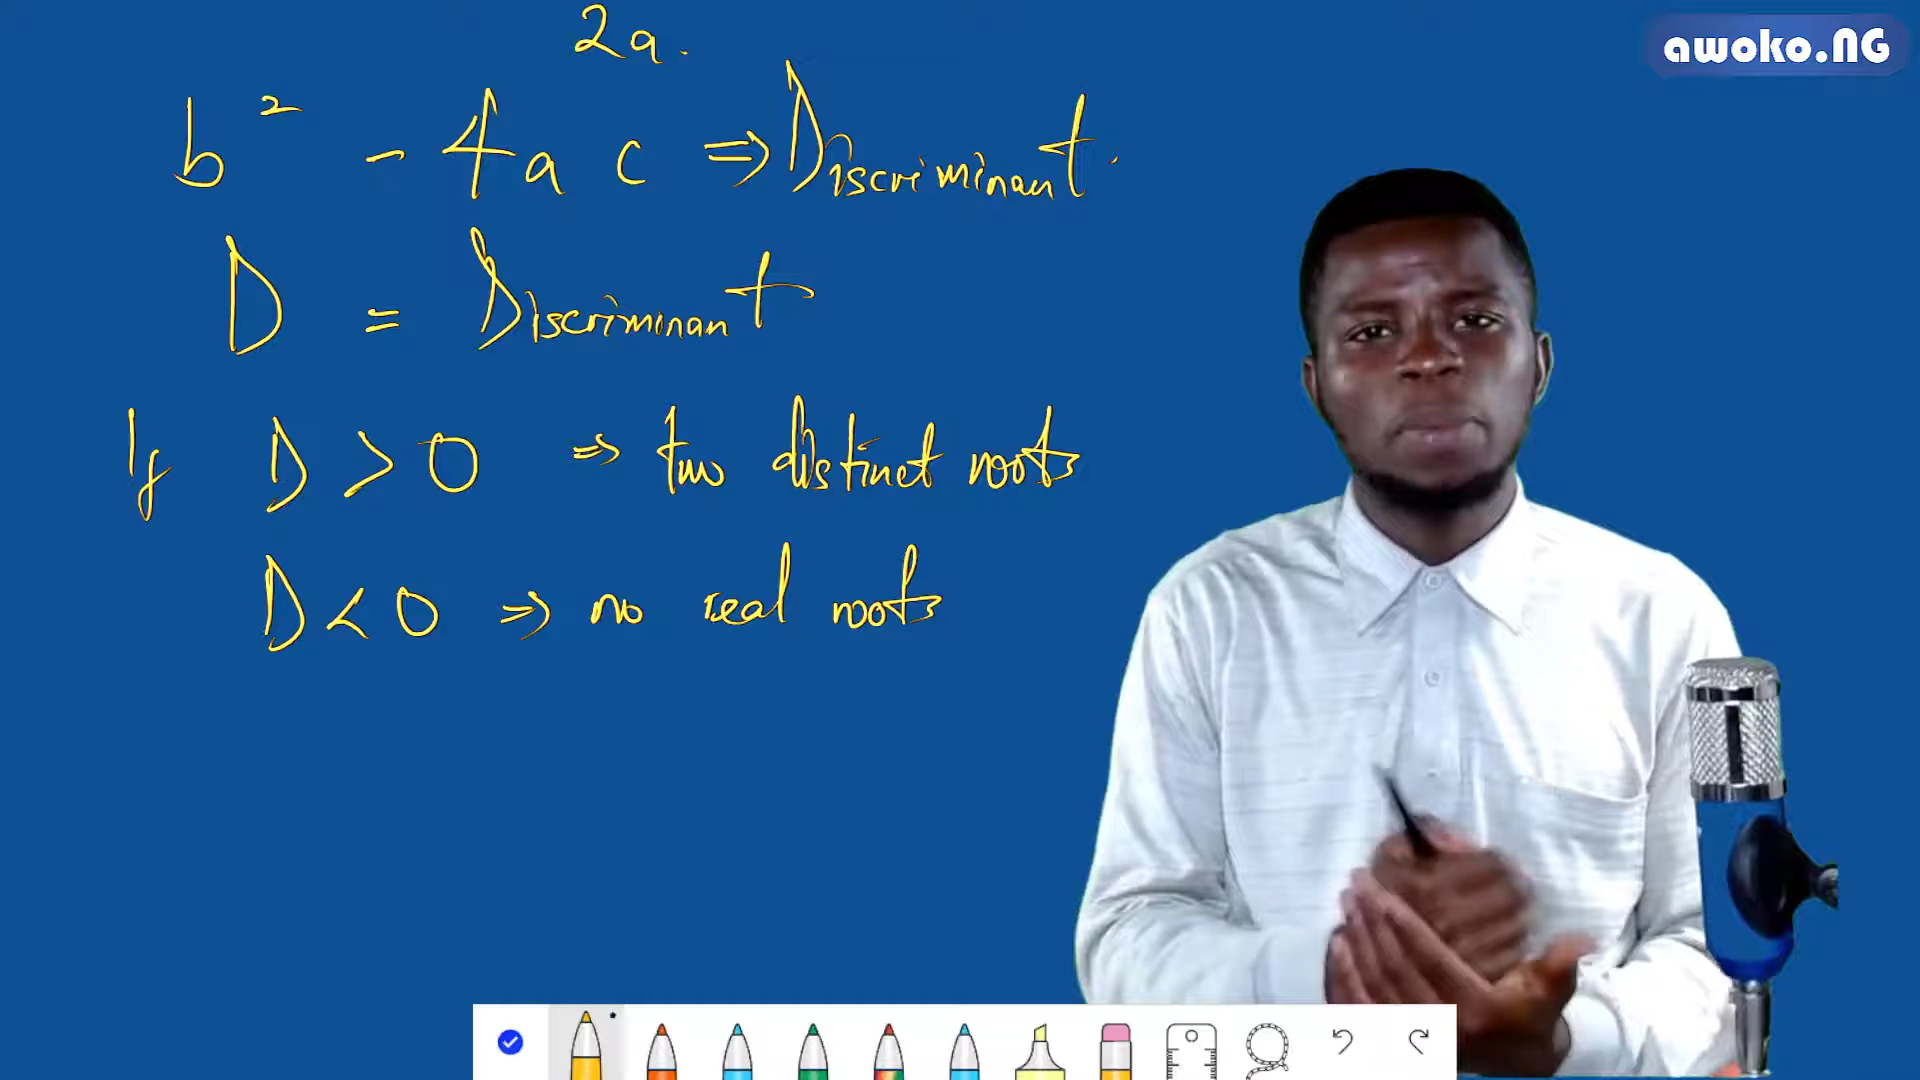 2a.
awoko.NG
b² - 4ac ⇒ Discriminant.
D = Discriminant
If D > 0 ⇒ two distinct roots
D < 0 ⇒ no real roots